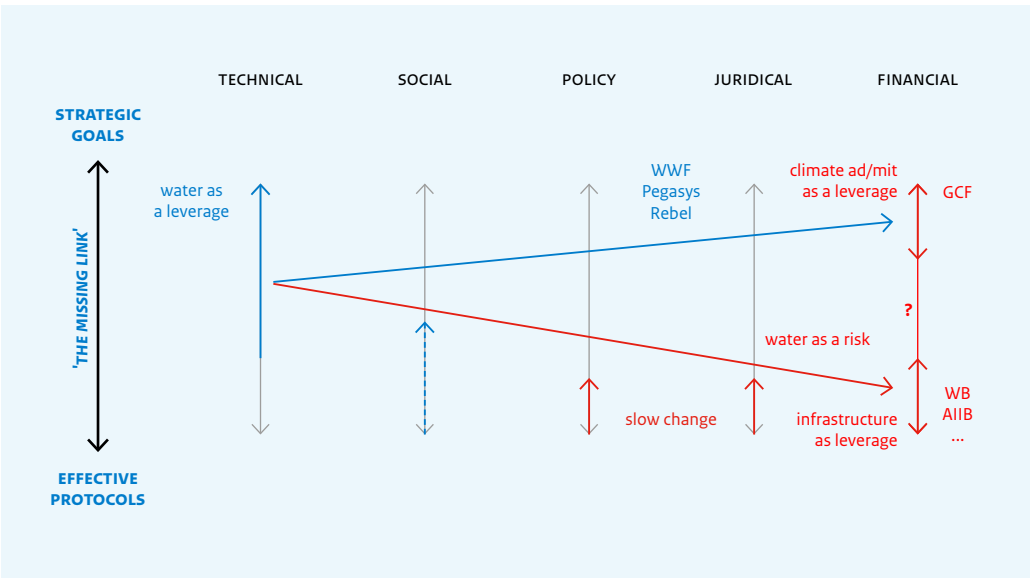 TECHNICAL
SOCIAL
POLICY
JURIDICAL
FINANCIAL
STRATEGIC
GOALS
'THE MISSING LINK'
EFFECTIVE
PROTOCOLS
water as
a leverage
WWF
Pegasys
Rebel
climate ad/mit
as a leverage
GCF
?
water as a risk
slow change
infrastructure
as leverage
WB
AIIB
...